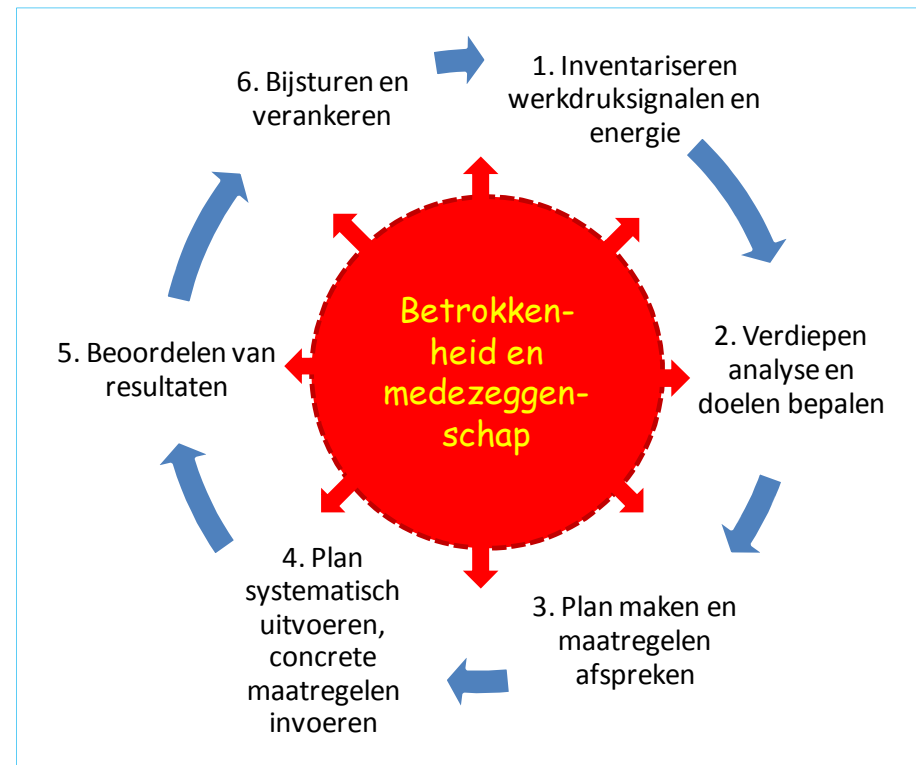 1. Inventariseren
werkdruksignalen en
energie
2. Verdiepen
analyse en
doelen bepalen
3. Plan maken en
maatregelen
afspreken
4. Plan
systematisch
uitvoeren,
concrete
maatregelen
invoeren
5. Beoordelen van
resultaten
6. Bijsturen en
verankeren
Betrokken-
heid en
medezeggen-
schap